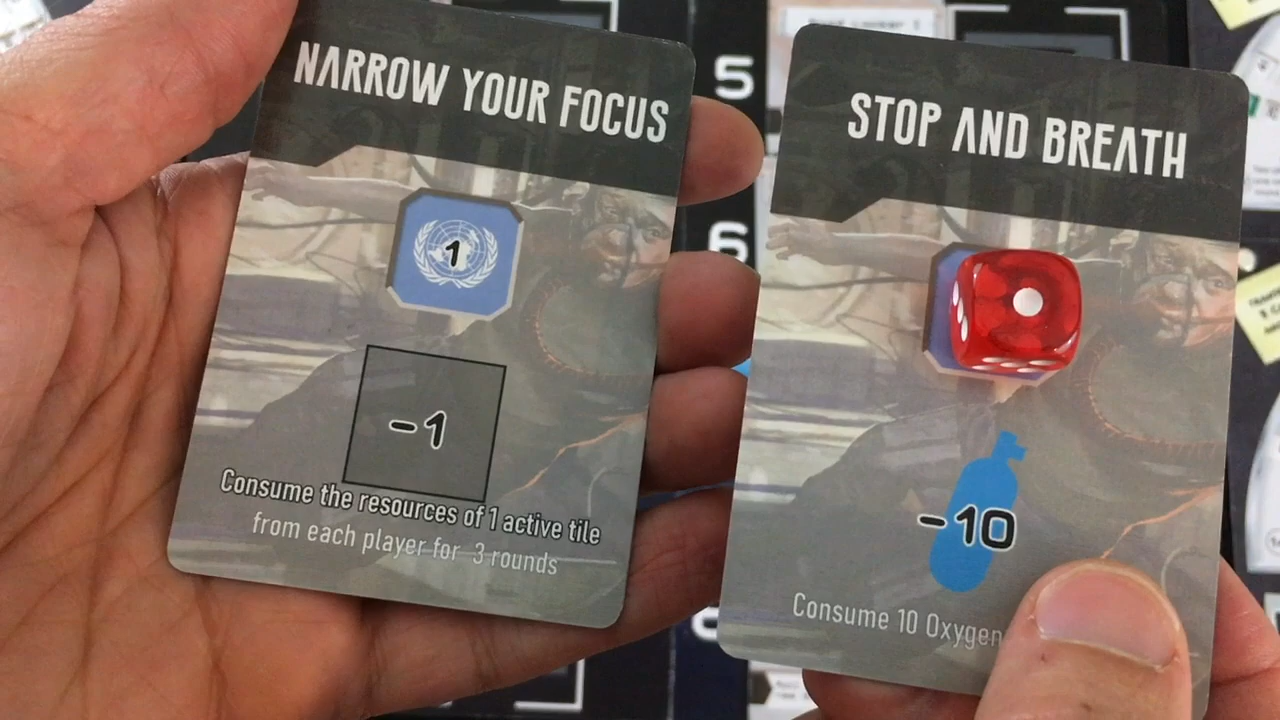 NARROW YOUR FOCUS
1
-1
Consume the resources of 1 active tile
from each player for 3 rounds
5
6
STOP AND BREATH
-10
Consume 10 Oxygen